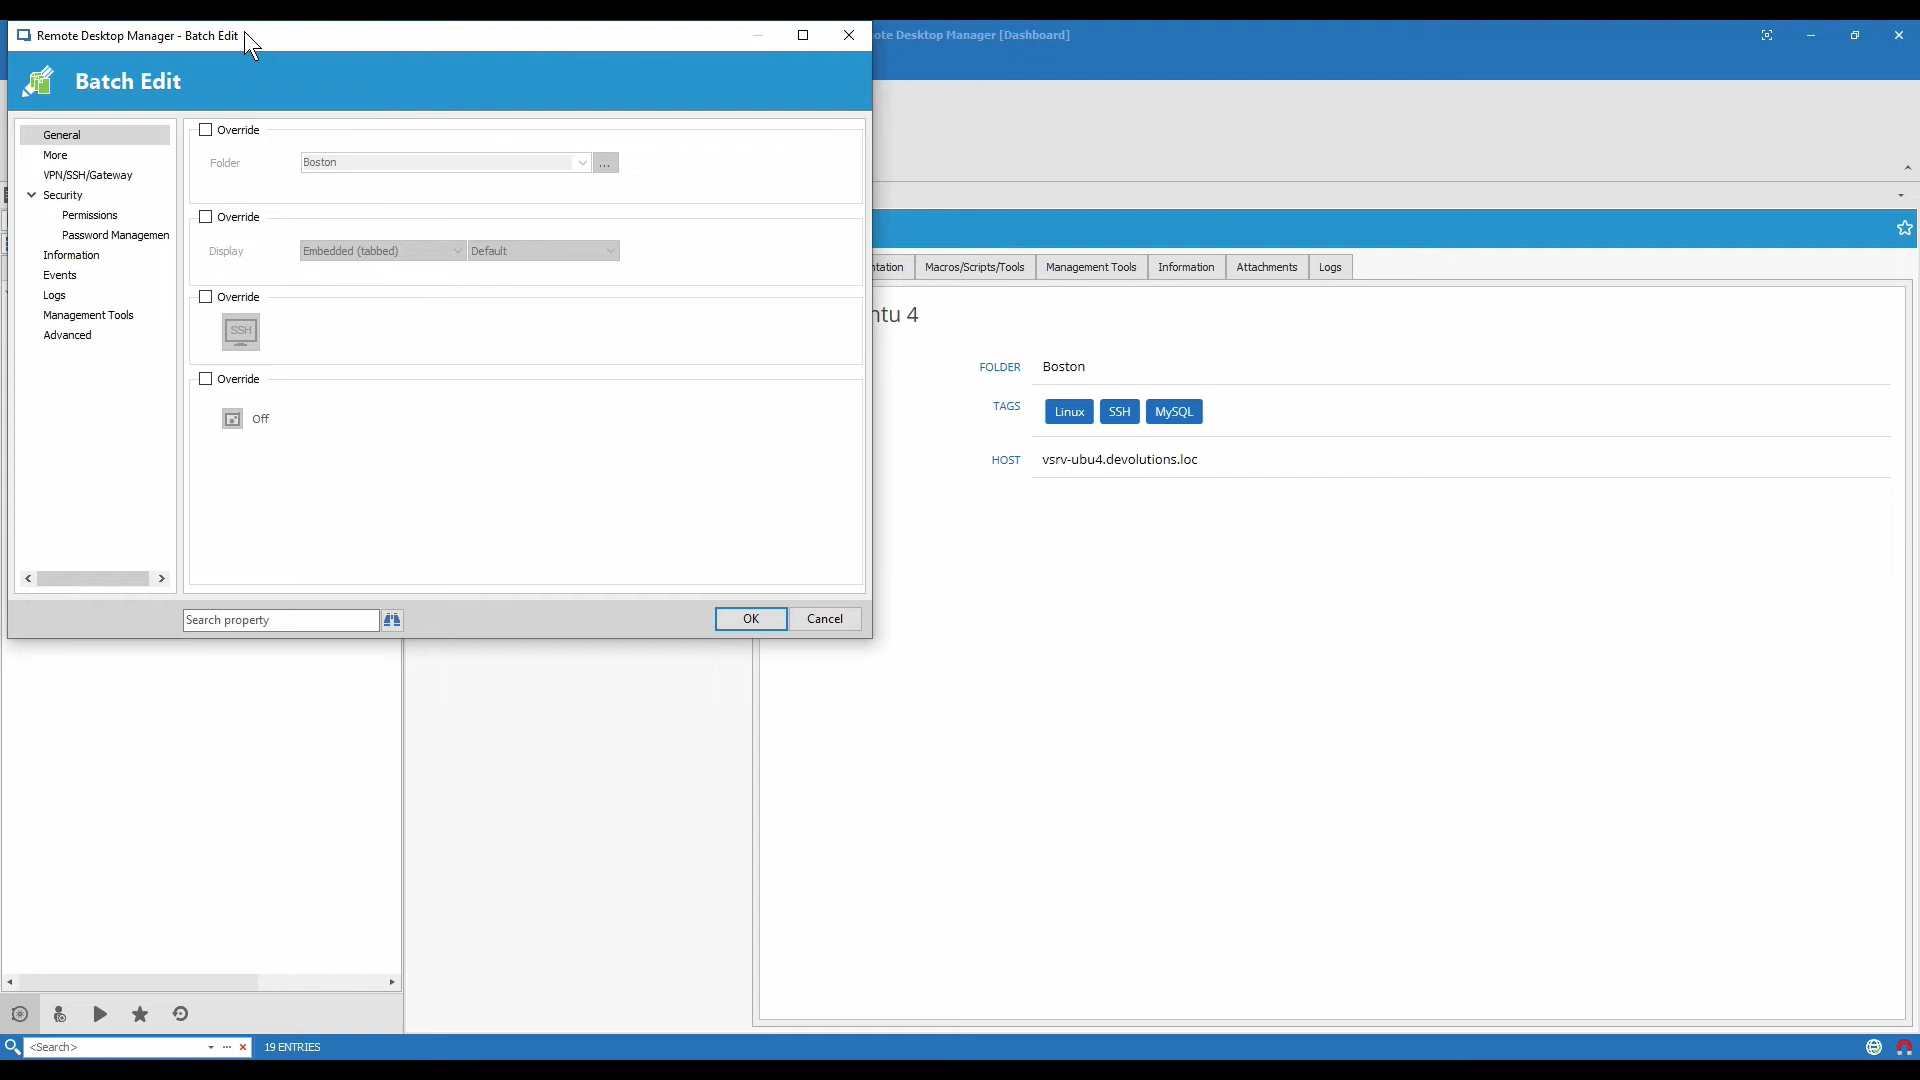 Remote Desktop Manager - Batch Edit
ote Desktop Manager [Dashboard]
Batch Edit
General
More
VPN/SSH/Gateway
Security
Permissions
Password Managemen
Information
Events
Logs
Management Tools
Advanced
Override
Folder
Boston
...
Override
Display
Embedded (tabbed)
Default
Override
SSH
Override
Off
Search property
OK
Cancel
ntation
Macros/Scripts/Tools
Management Tools
Information
Attachments
Logs
ntu 4
FOLDER
Boston
TAGS
Linux
SSH
MySQL
HOST
vsrv-ubu4.devolutions.loc
<Search>
19 ENTRIES